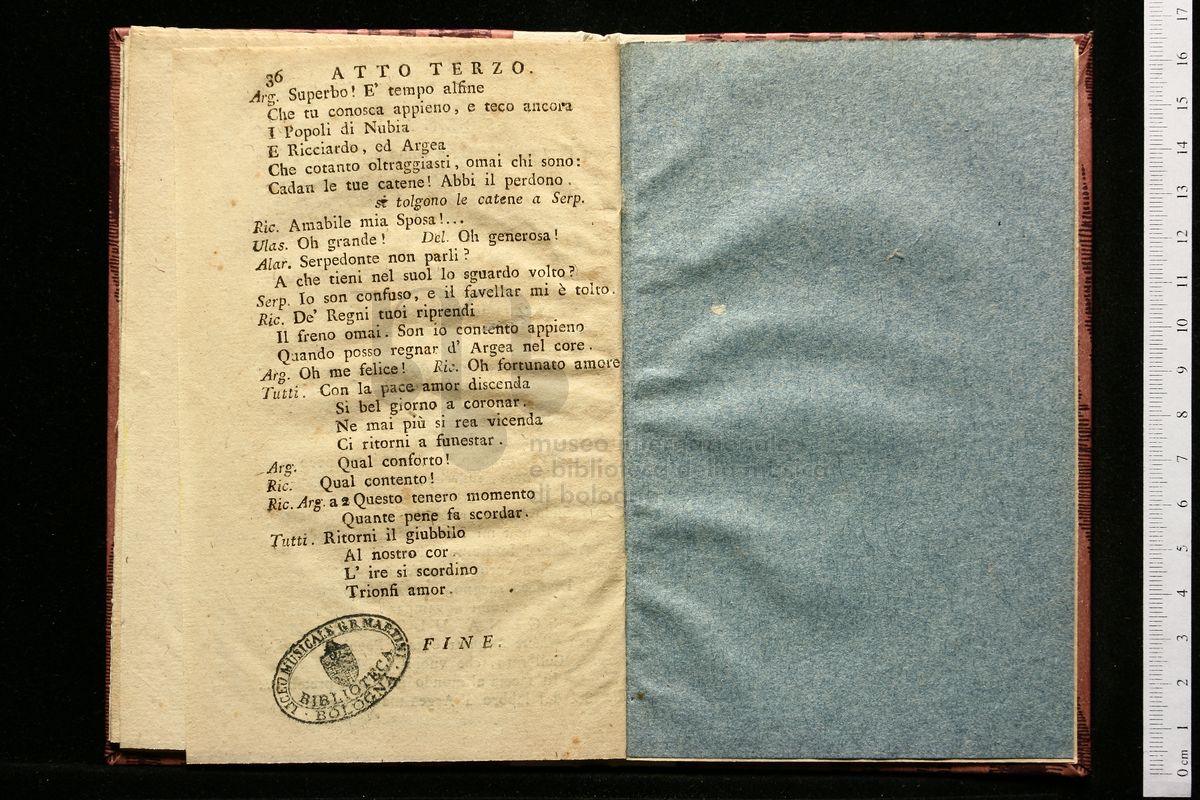 36 ATTO TERZO.
Arg. Superbo! E' tempo alfine
Che tu conosca appieno, e teco ancora
I Popoli di Nubia
E Ricciardo, ed Argea
Che cotanto oltraggiasti, omai chi sono:
Cadan le tue catene! Abbi il perdono.
si tolgono le catene a Serp.
Ric. Amabile mia Sposa!...
Ulas. Oh grande! Del. Oh generosa!
Alar. Serpedonte non parli?
A che tieni nel suol lo sguardo volto?
Serp. Io son confuso, e il favellar mi è tolto.
Ric. De' Regni tuoi riprendi
Il freno omai. Son io contento appieno
Quando posso regnar d' Argea nel core.
Arg. Oh me felice! Ric. Oh fortunato amore
Tutti. Con la pace amor discenda
Si bel giorno a coronar.
Ne mai più si rea vicenda
Ci ritorni a funestar.
Arg. Qual conforto!
Ric. Qual contento!
Ric. Arg. a 2 Questo tenero momento
Quante pene fa scordar.
Tutti. Ritorni il giubbilo
Al nostro cor.
L' ire si scordino
Trionfi amor.
FINE.
LICEO MUSICALE G.B. MARTINI
BIBLIOTECA
BOLOGNA
museo internazionale
e biblioteca della musica
di bologna
0 cm 1 2 3 4 5 6 7 8 9 10 11 12 13 14 15 16 17